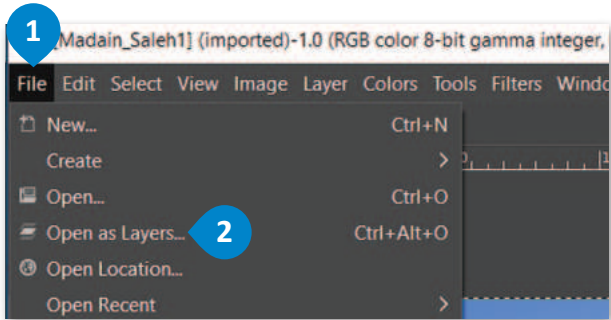 1
[Madain_Saleh1] (imported)-1.0 (RGB color 8-bit gamma integer,
File Edit Select View Image Layer Colors Tools Filters
New... Ctrl+N
Create >
Open... Ctrl+O
Open as Layers... 2 Ctrl+Alt+O
Open Location...
Open Recent >